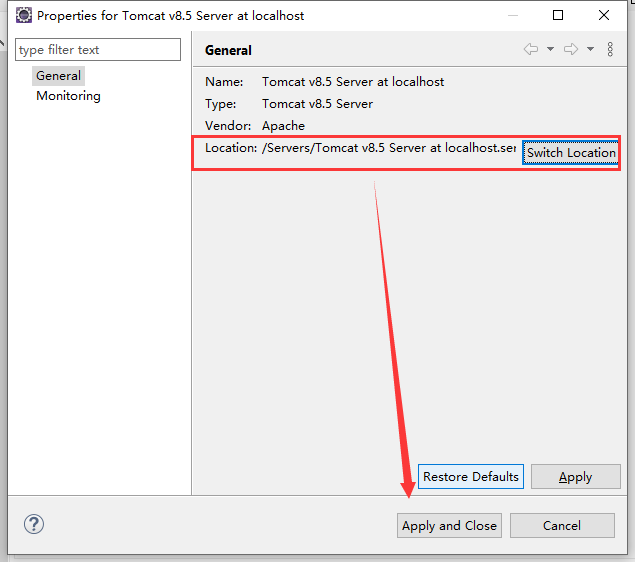 Properties for Tomcat v8.5 Server at localhost
type filter text
General
Monitoring
General
Name: Tomcat v8.5 Server at localhost
Type: Tomcat v8.5 Server
Vendor: Apache
Location: /Servers/Tomcat v8.5 Server at localhost.ser
Switch Location
Restore Defaults
Apply
?
Apply and Close
Cancel